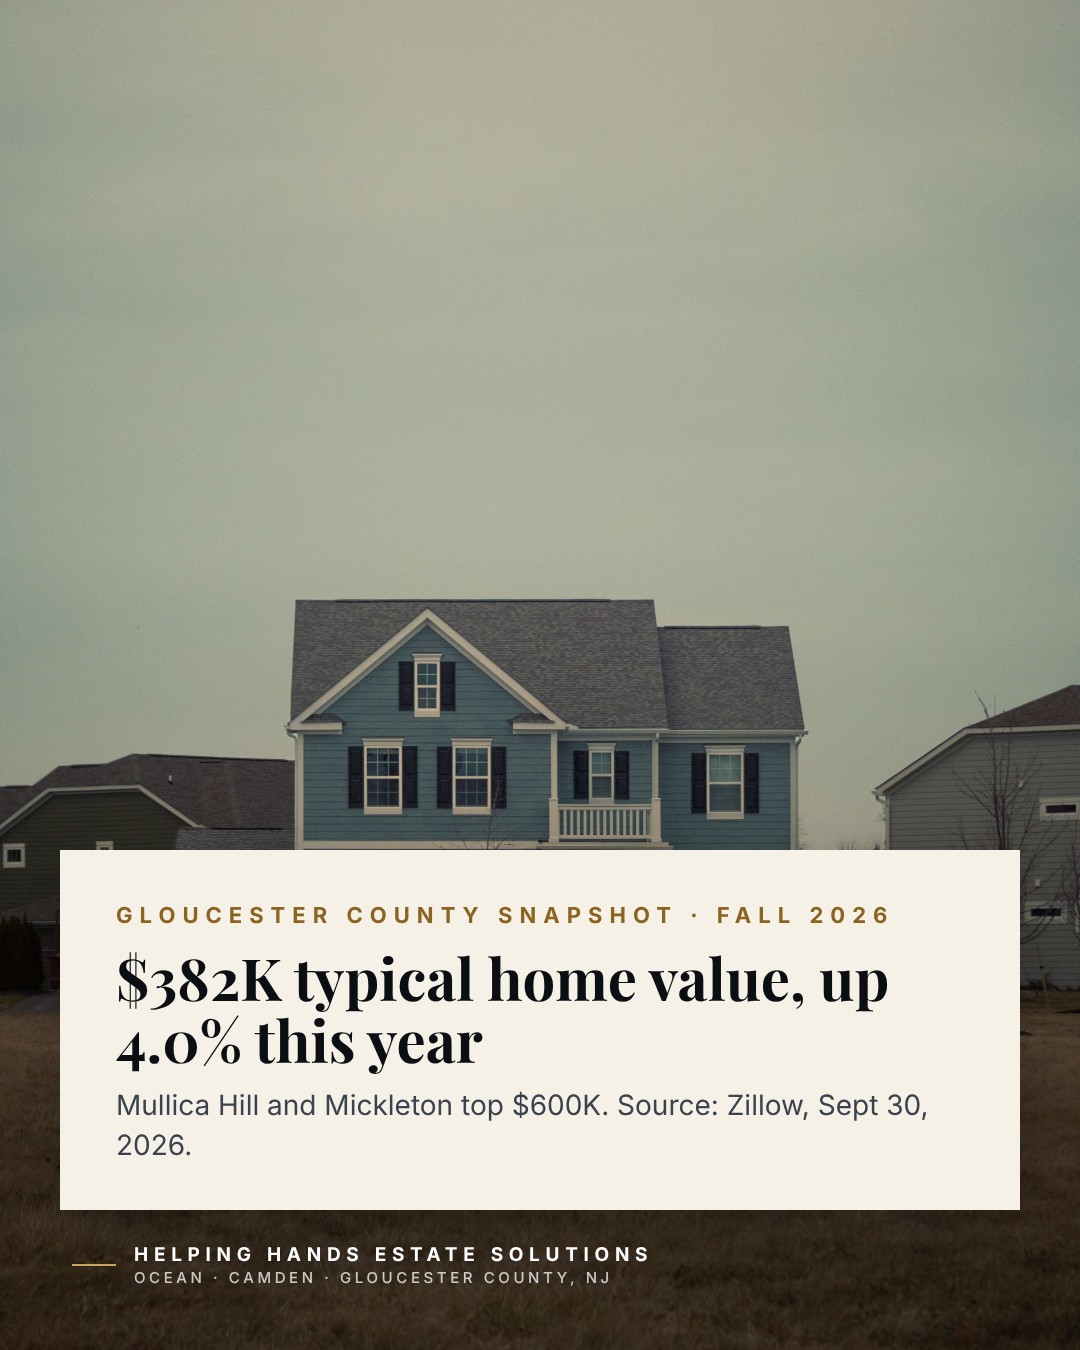 GLOUCESTER COUNTY SNAPSHOT · FALL 2026
$382K typical home value, up
4.0% this year
Mullica Hill and Mickleton top $600K. Source: Zillow, Sept 30,
2026.
HELPING HANDS ESTATE SOLUTIONS
OCEAN · CAMDEN · GLOUCESTER COUNTY, NJ